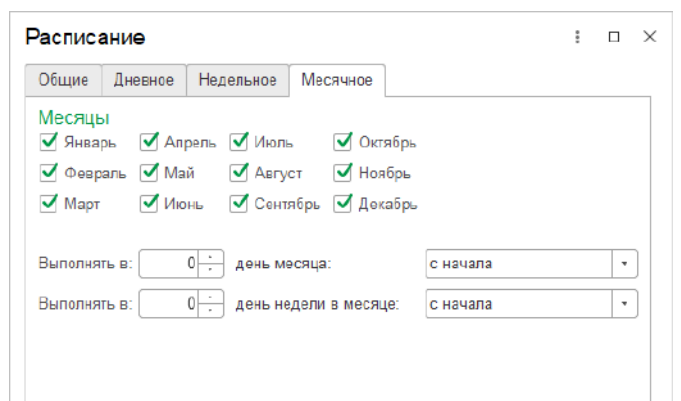 Расписание
Общие Дневное Недельное Месячное
Месяцы
Январь Апрель Июль Октябрь
Февраль Май Август Ноябрь
Март Июнь Сентябрь Декабрь
Выполнять в: 0 день месяца: с начала
Выполнять в: 0 день недели в месяце: с начала